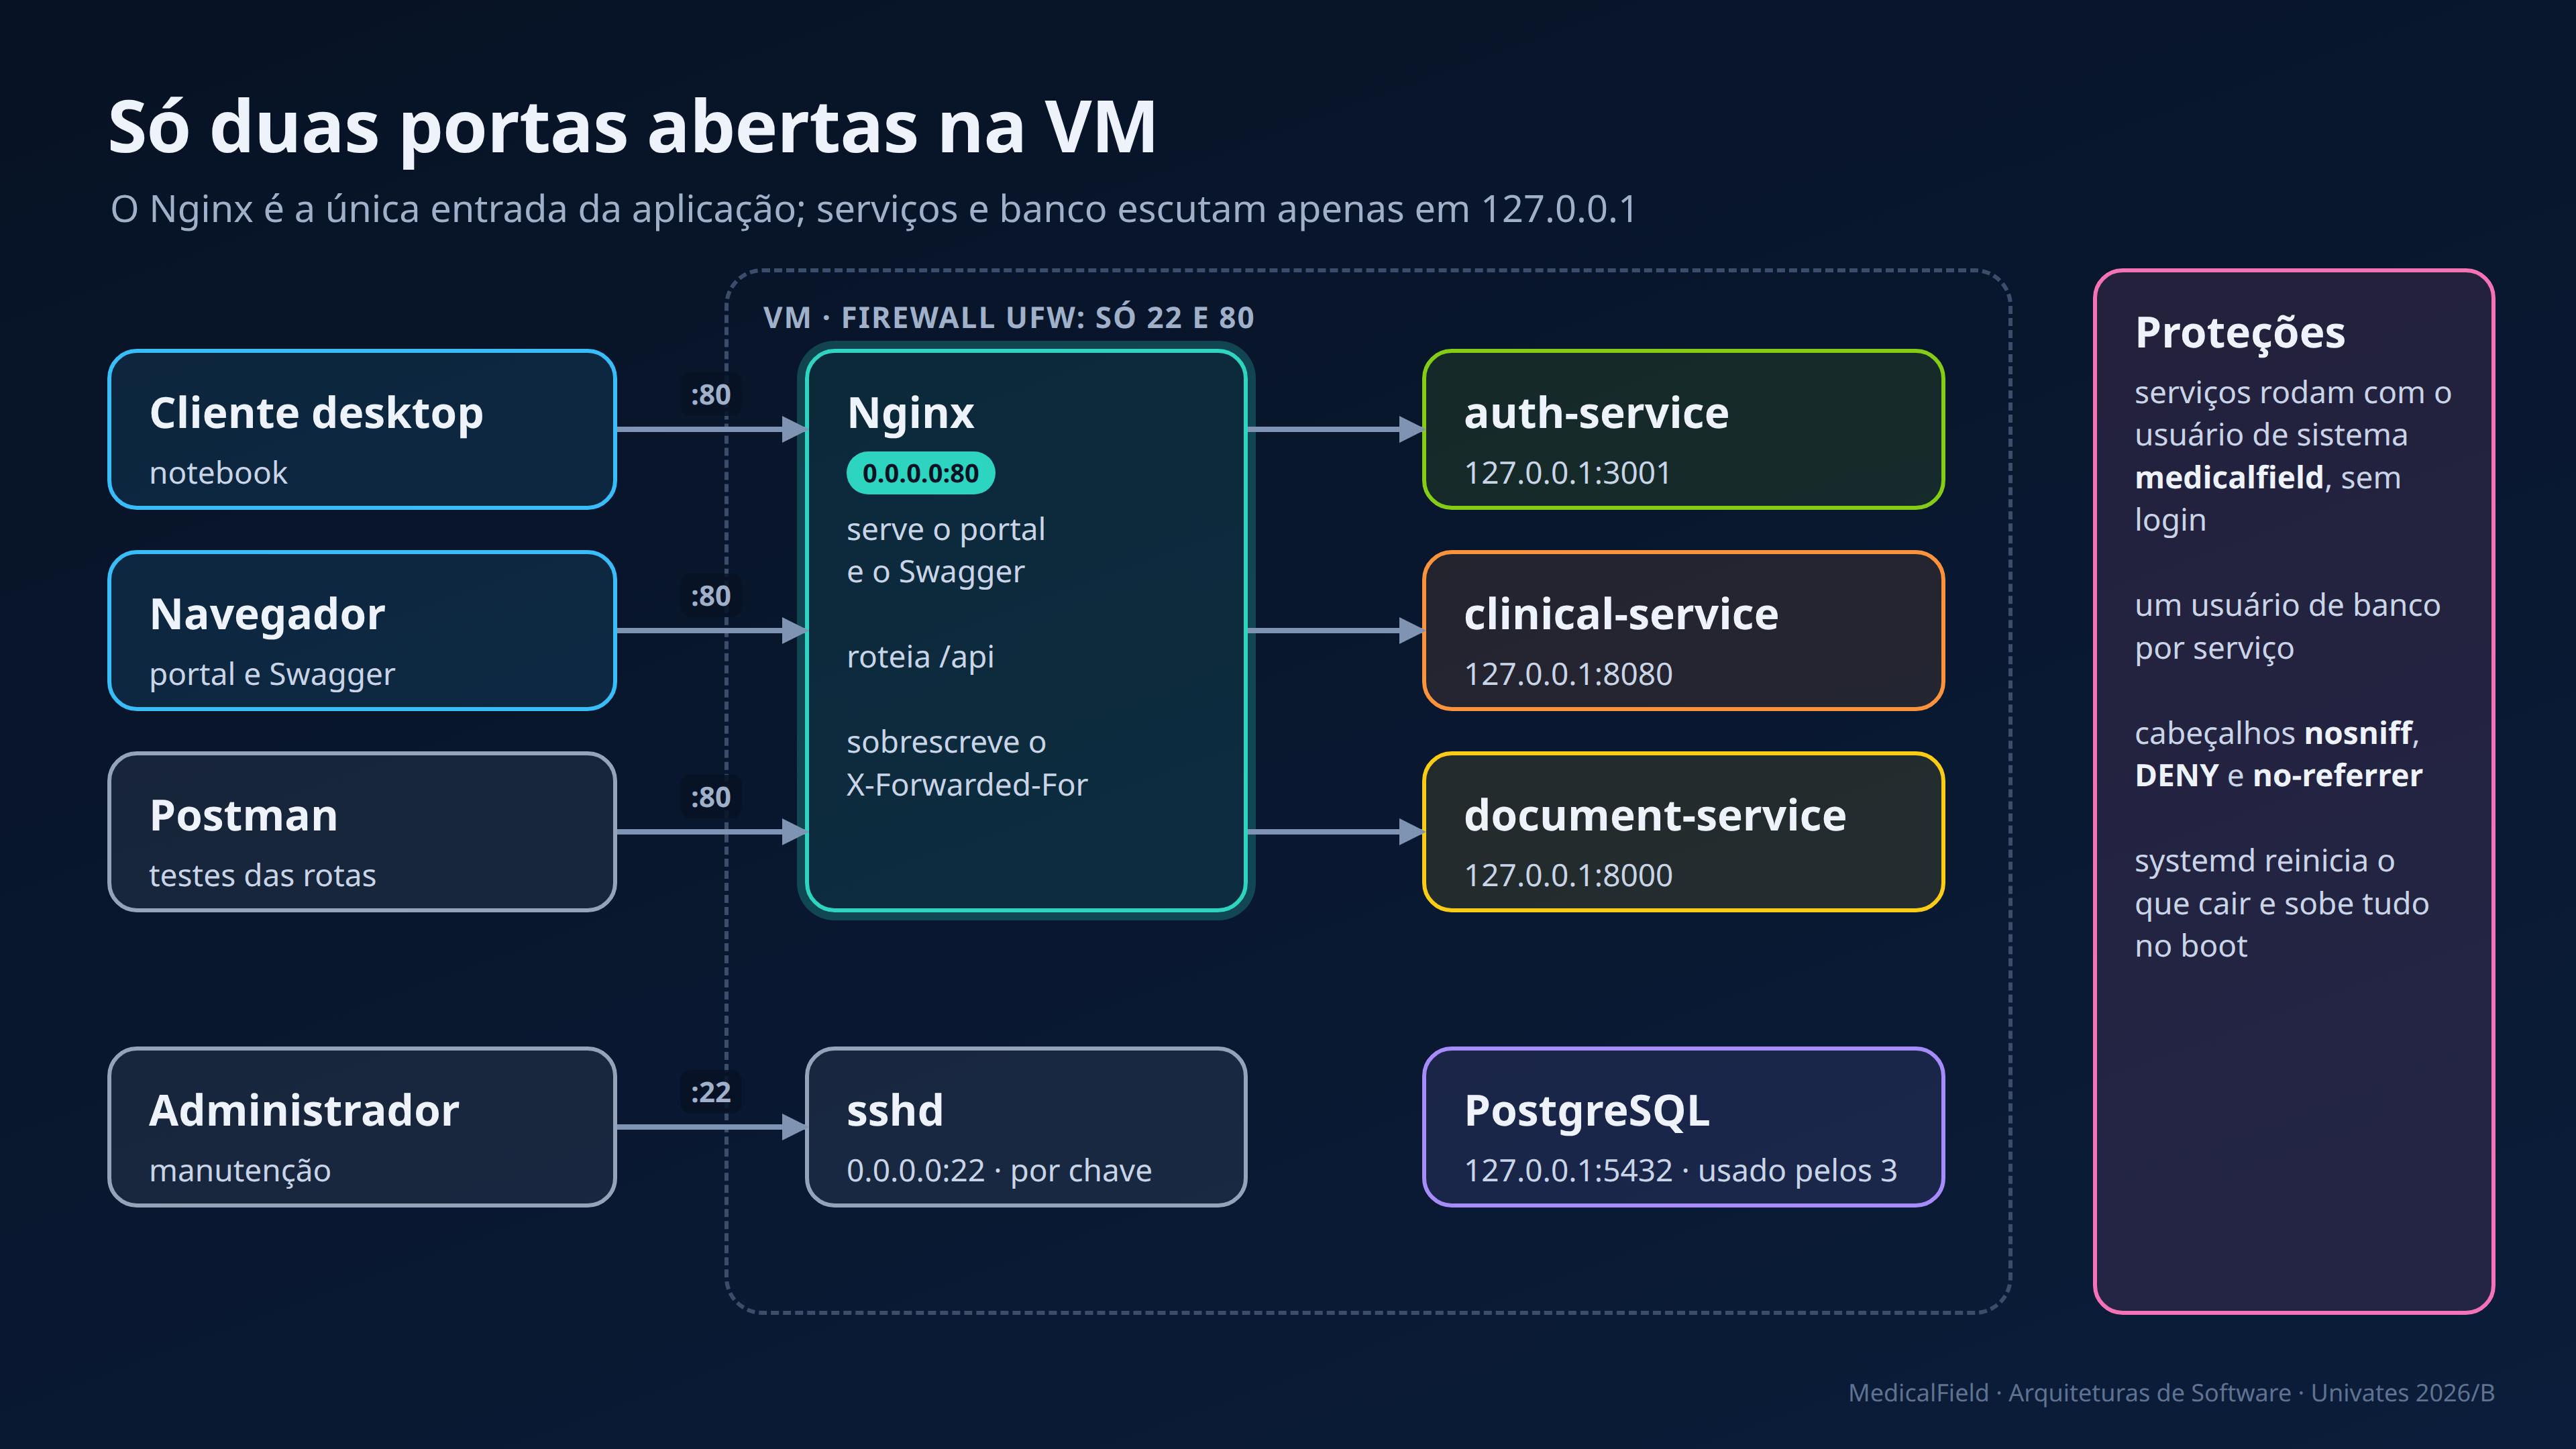 Só duas portas abertas na VM
O Nginx é a única entrada da aplicação; serviços e banco escutam apenas em 127.0.0.1
VM · FIREWALL UFW: SÓ 22 E 80
Cliente desktop
notebook
:80
Navegador
portal e Swagger
:80
Postman
testes das rotas
:80
Administrador
manutenção
:22
Nginx
0.0.0.0:80
serve o portal
e o Swagger
roteia /api
sobrescreve o
X-Forwarded-For
sshd
0.0.0.0:22 · por chave
auth-service
127.0.0.1:3001
clinical-service
127.0.0.1:8080
document-service
127.0.0.1:8000
PostgreSQL
127.0.0.1:5432 · usado pelos 3
Proteções
serviços rodam com o
usuário de sistema
medicalfield, sem
login
um usuário de banco
por serviço
cabeçalhos nosniff,
DENY e no-referrer
systemd reinicia o
que cair e sobe tudo
no boot
MedicalField · Arquiteturas de Software · Univates 2026/B